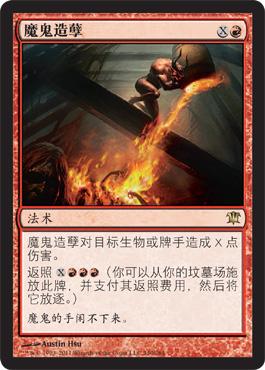 魔鬼造孽 X
法术
魔鬼造孽对目标生物或牌手造成 X 点
伤害。
返照 X （你可以从你的坟墓场施
放此牌，并支付其返照费用，然后将
它放逐。）
魔鬼的手闲不下来。
Austin Hsu